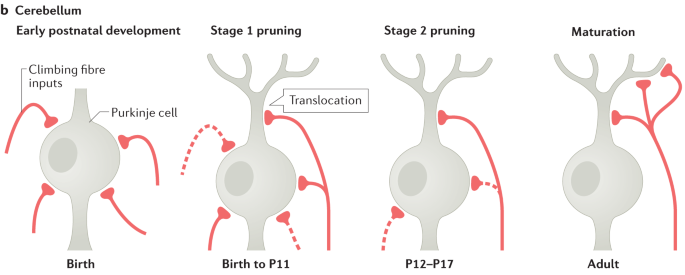 b Cerebellum
Early postnatal development
Stage 1 pruning
Stage 2 pruning
Maturation
Climbing fibre
inputs
Purkinje cell
Translocation
Birth
Birth to P11
P12–P17
Adult